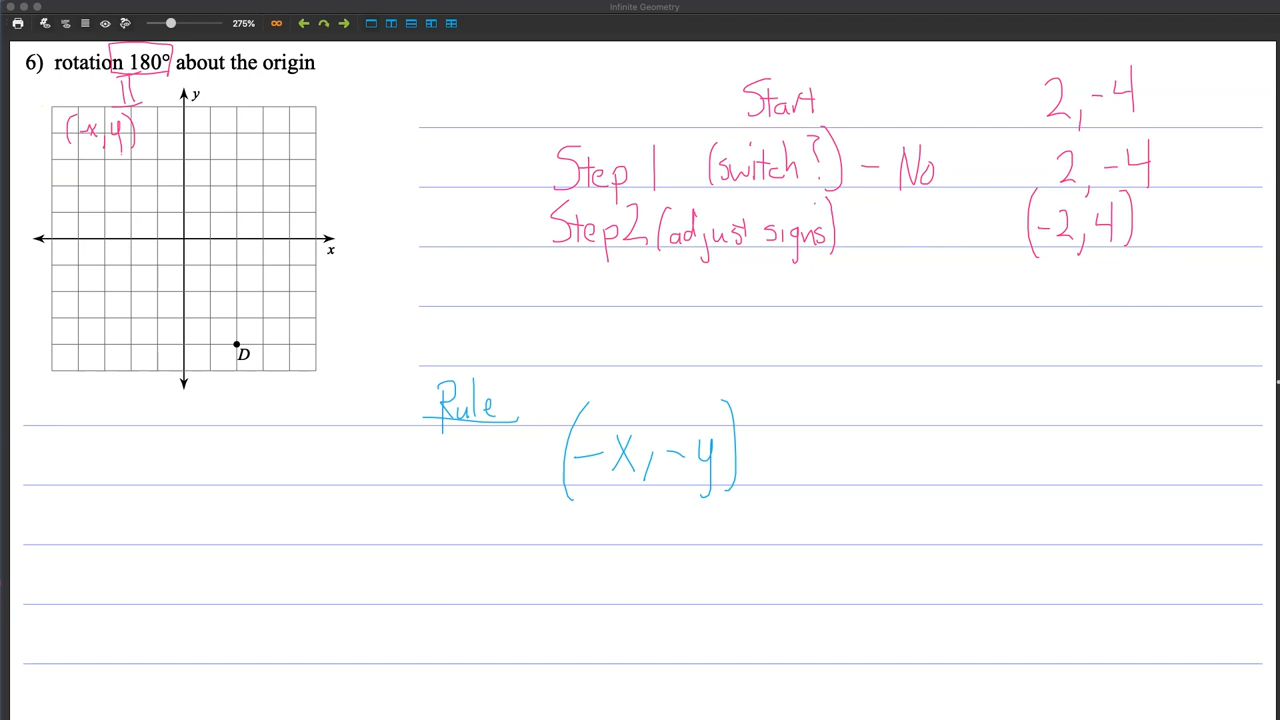 Infinite Geometry
275%
6) rotation 180° about the origin
II
(-x, y)
y
x
D
Start 2, -4
Step 1 (switch?) - No 2, -4
Step 2 (adjust signs) (-2, 4)
Rule
(-x, -y)